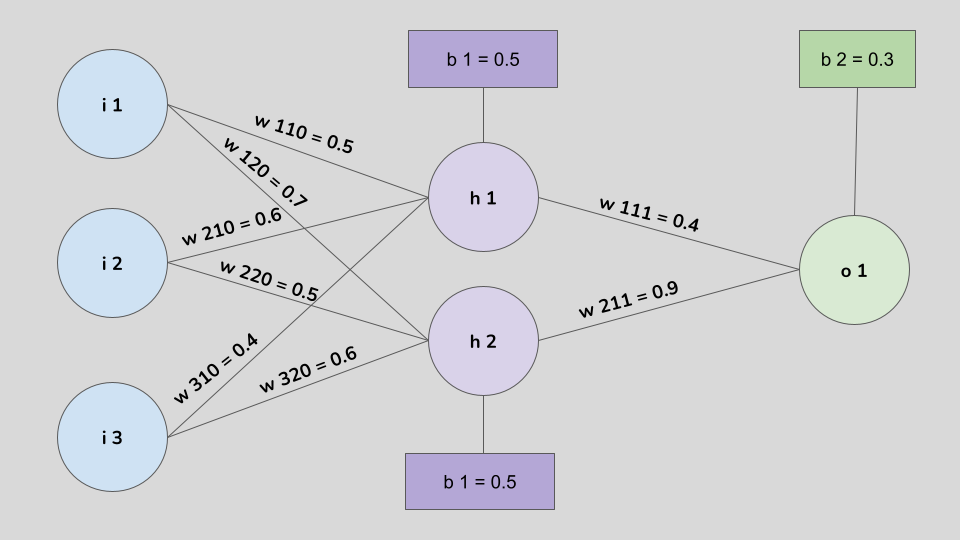 b 1 = 0.5
b 2 = 0.3
i 1
w 110 = 0.5
w 120 = 0.7
h 1
w 210 = 0.6
w 111 = 0.4
i 2
w 220 = 0.5
o 1
w 211 = 0.9
h 2
w 310 = 0.4
w 320 = 0.6
i 3
b 1 = 0.5